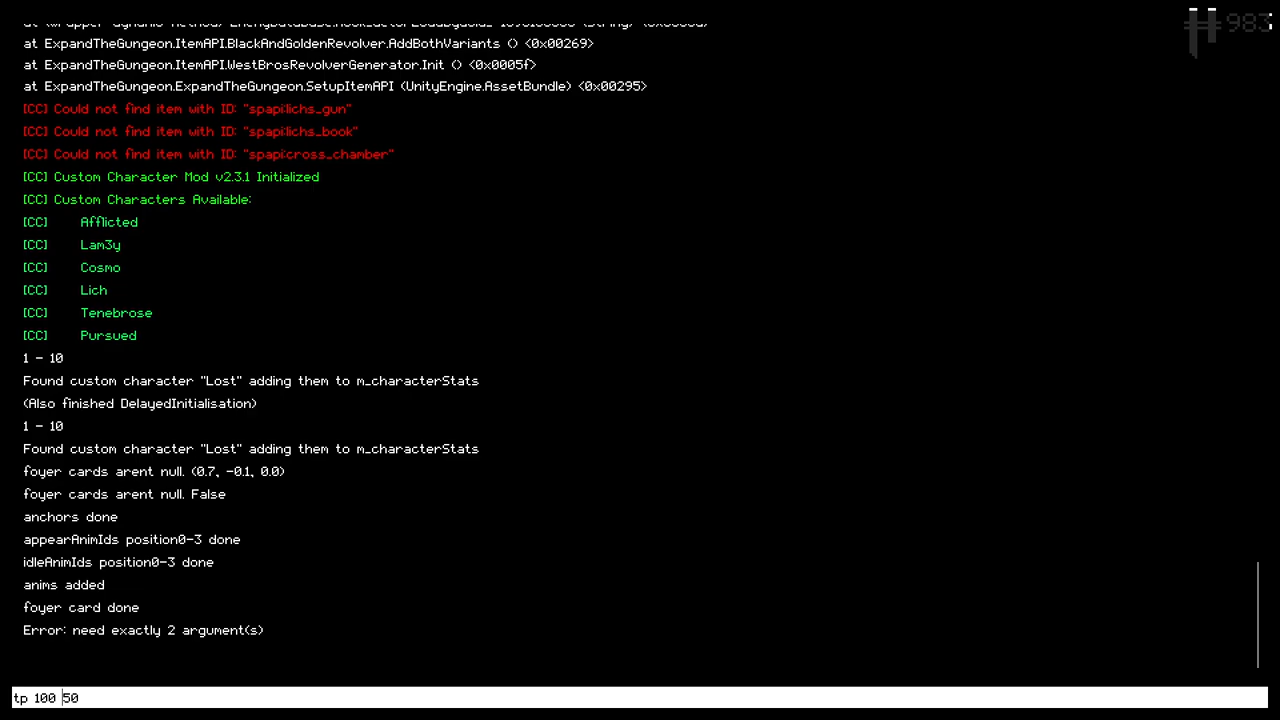 at ExpandTheGungeon.ItemAPI.BlackAndGoldenRevolver.AddBothVariants () <0x00269>
at ExpandTheGungeon.ItemAPI.WestBrosRevolverGenerator.Init () <0x0005f>
at ExpandTheGungeon.ExpandTheGungeon.SetupItemAPI (UnityEngine.AssetBundle) <0x00295>
[CC] Could not find item with ID: "spapi:lichs_gun"
[CC] Could not find item with ID: "spapi:lichs_book"
[CC] Could not find item with ID: "spapi:cross_chamber"
[CC] Custom Character Mod v2.3.1 Initialized
[CC] Custom Characters Available:
[CC] Afflicted
[CC] Lam3y
[CC] Cosmo
[CC] Lich
[CC] Tenebrose
[CC] Pursued
1 - 10
Found custom character "Lost" adding them to m_characterStats
(Also finished DelayedInitialisation)
1 - 10
Found custom character "Lost" adding them to m_characterStats
foyer cards arent null. (0.7, -0.1, 0.0)
foyer cards arent null. False
anchors done
appearAnimIds position0-3 done
idleAnimIds position0-3 done
anims added
foyer card done
Error: need exactly 2 argument(s)
tp 100 50
983